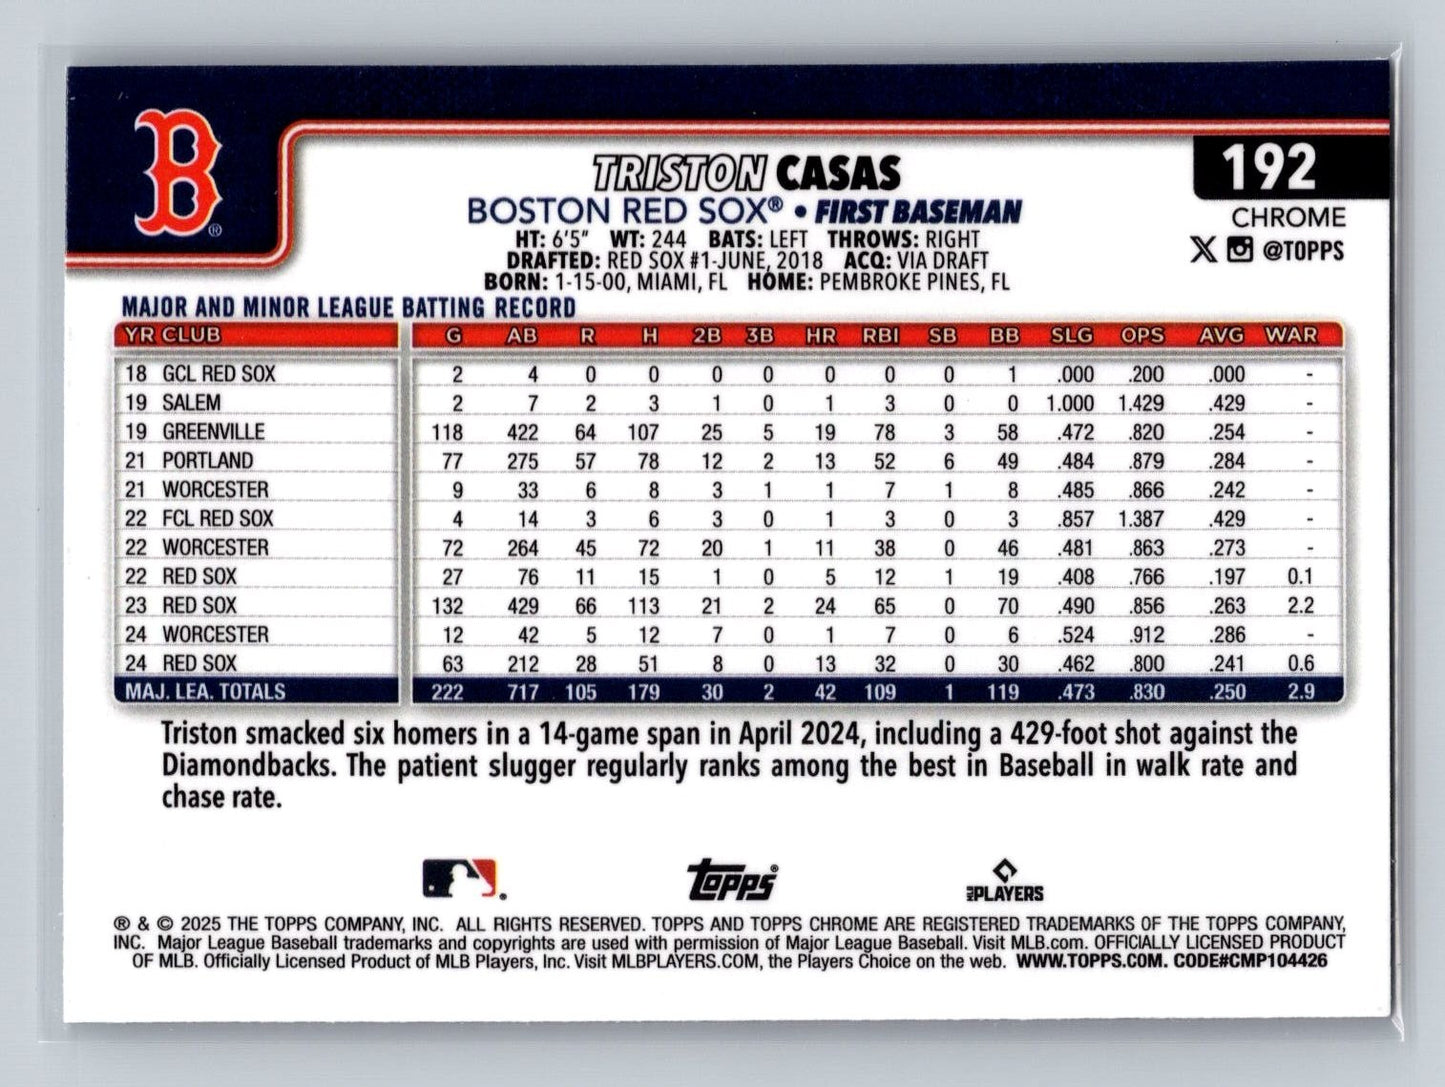 B®
TRISTON CASAS
BOSTON RED SOX® • FIRST BASEMAN
HT: 6'5" WT: 244 BATS: LEFT THROWS: RIGHT
DRAFTED: RED SOX #1-JUNE, 2018 ACQ: VIA DRAFT
BORN: 1-15-00, MIAMI, FL HOME: PEMBROKE PINES, FL
192
CHROME
X @TOPPS
MAJOR AND MINOR LEAGUE BATTING RECORD
YR CLUB G AB R H 2B 3B HR RBI SB BB SLG OPS AVG WAR
18 GCL RED SOX 2 4 0 0 0 0 0 0 0 1 .000 .200 .000 -
19 SALEM 2 7 2 3 1 0 1 3 0 0 1.000 1.429 .429 -
19 GREENVILLE 118 422 64 107 25 5 19 78 3 58 .472 .820 .254 -
21 PORTLAND 77 275 57 78 12 2 13 52 6 49 .484 .879 .284 -
21 WORCESTER 9 33 6 8 3 1 1 7 1 8 .485 .866 .242 -
22 FCL RED SOX 4 14 3 6 3 0 1 3 0 3 .857 1.387 .429 -
22 WORCESTER 72 264 45 72 20 1 11 38 0 46 .481 .863 .273 -
22 RED SOX 27 76 11 15 1 0 5 12 1 19 .408 .766 .197 0.1
23 RED SOX 132 429 66 113 21 2 24 65 0 70 .490 .856 .263 2.2
24 WORCESTER 12 42 5 12 7 0 1 7 0 6 .524 .912 .286 -
24 RED SOX 63 212 28 51 8 0 13 32 0 30 .462 .800 .241 0.6
MAJ. LEA. TOTALS 222 717 105 179 30 2 42 109 1 119 .473 .830 .250 2.9
Triston smacked six homers in a 14-game span in April 2024, including a 429-foot shot against the
Diamondbacks. The patient slugger regularly ranks among the best in Baseball in walk rate and
chase rate.
Topps® MLB PLAYERS
® & © 2025 THE TOPPS COMPANY, INC. ALL RIGHTS RESERVED. TOPPS AND TOPPS CHROME ARE REGISTERED TRADEMARKS OF THE TOPPS COMPANY,
INC. Major League Baseball trademarks and copyrights are used with permission of Major League Baseball. Visit MLB.com. OFFICIALLY LICENSED PRODUCT
OF MLB. Officially Licensed Product of MLB Players, Inc. Visit MLBPLAYERS.COM, the Players Choice on the web. WWW.TOPPS.COM. CODE#CMP104426